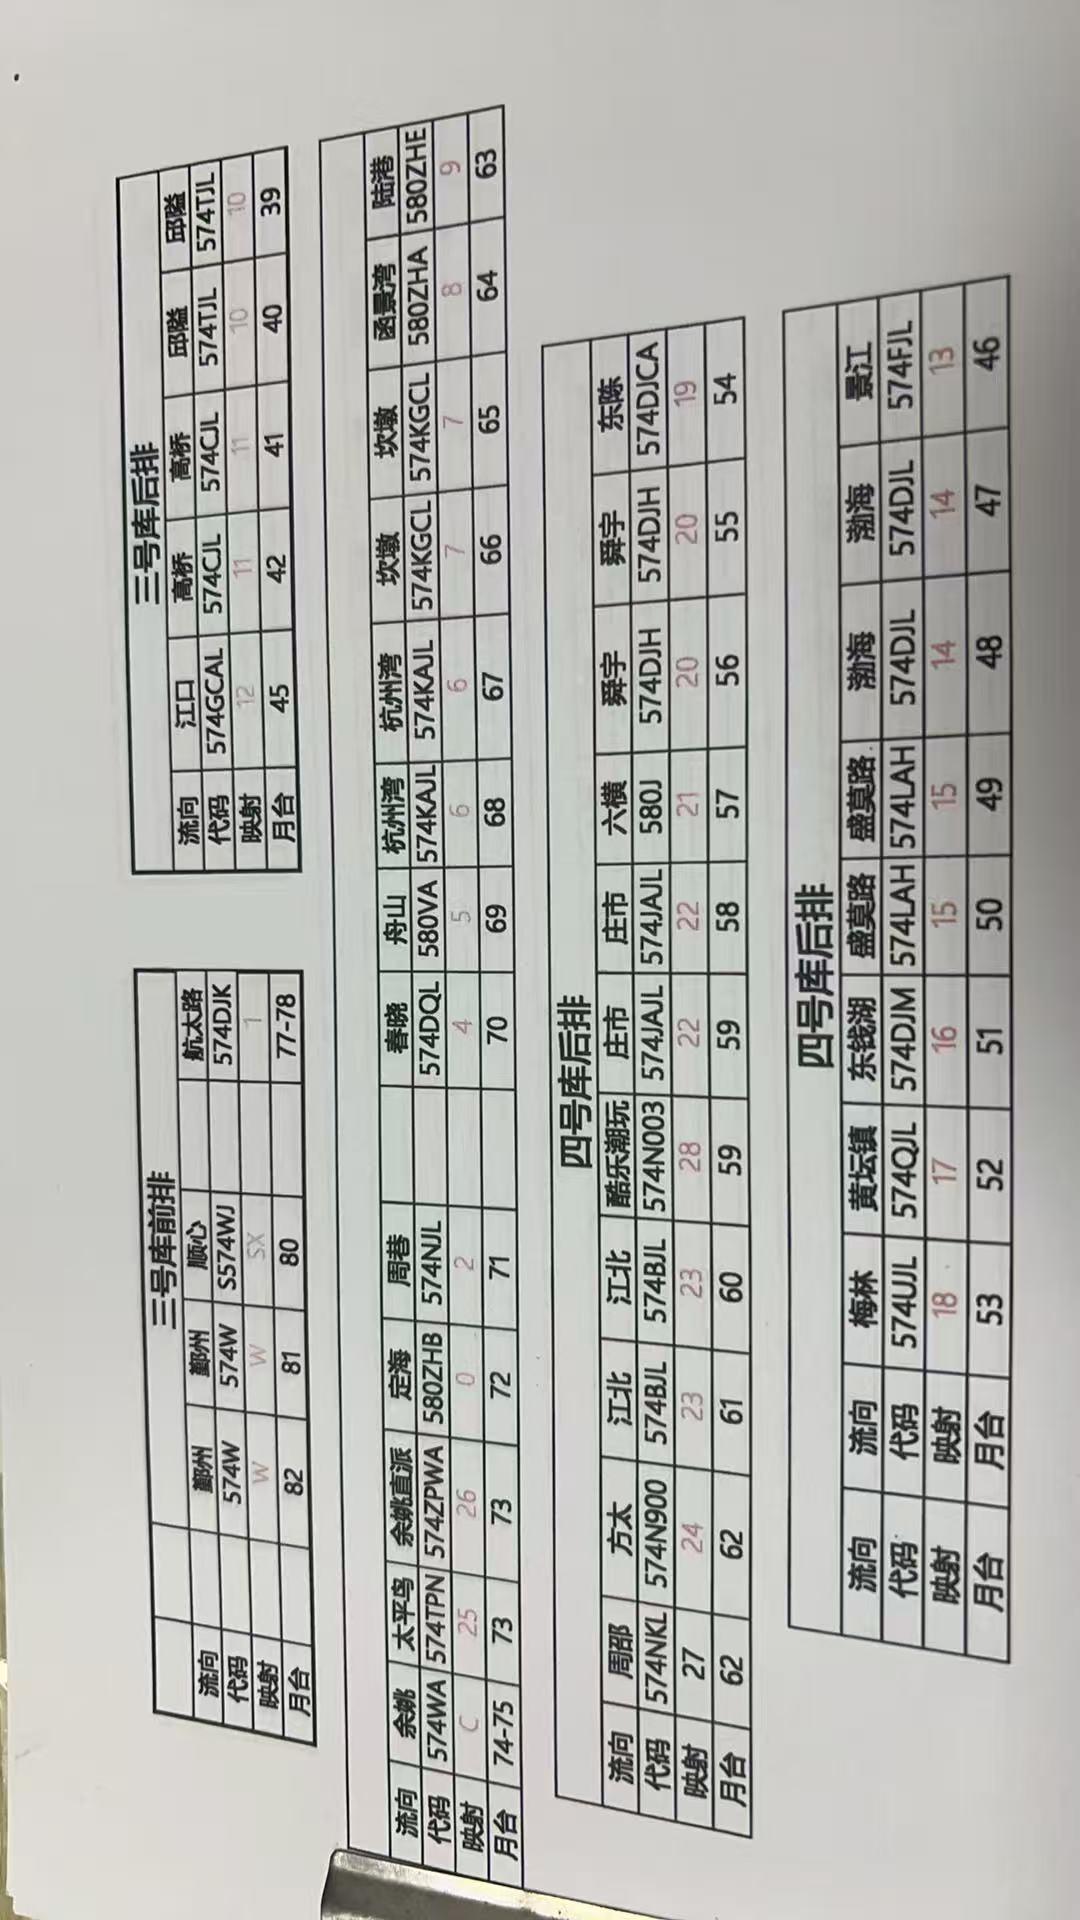 三号库前排
流向 鄞州 鄞州 顺心 航太路
代码 574W 574W S574WJ 574DJK
映射 W W SX 1
月台 82 81 80 77-78
三号库后排
流向 江口 高桥 高桥 邱隘 邱隘
代码 574GCAL 574CJL 574CJL 574TJL 574TJL
映射 12 11 11 10 10
月台 45 42 41 40 39
流向 余姚 太平鸟 余姚直派 定海 周巷 春晓 舟山 杭州湾 杭州湾 坎墩 坎墩 函景湾 陆港
代码 574WA 574TPN 574ZPWA 580ZHB 574NJL 574DQL 580VA 574KAJL 574KAJL 574KGCL 574KGCL 580ZHA 580ZHE
映射 C 25 26 0 2 4 5 6 6 7 7 8 9
月台 74-75 73 73 72 71 70 69 68 67 66 65 64 63
四号库后排
流向 周邵 方太 江北 江北 酷乐潮玩 庄市 庄市 六横 舜宇 舜宇 东陈
代码 574NKL 574N900 574BJL 574BJL 574N003 574JAJL 574JAJL 580J 574DJH 574DJH 574DJCA
映射 27 24 23 23 28 22 22 21 20 20 19
月台 62 62 61 60 59 59 58 57 56 55 54
四号库后排
流向 流向 梅林 黄坛镇 东钱湖 盛莫路 盛莫路 渤海 渤海 景江
代码 代码 574UJL 574QJL 574DJM 574LAH 574LAH 574DJL 574DJL 574FJL
映射 映射 18 17 16 15 15 14 14 13
月台 月台 53 52 51 50 49 48 47 46